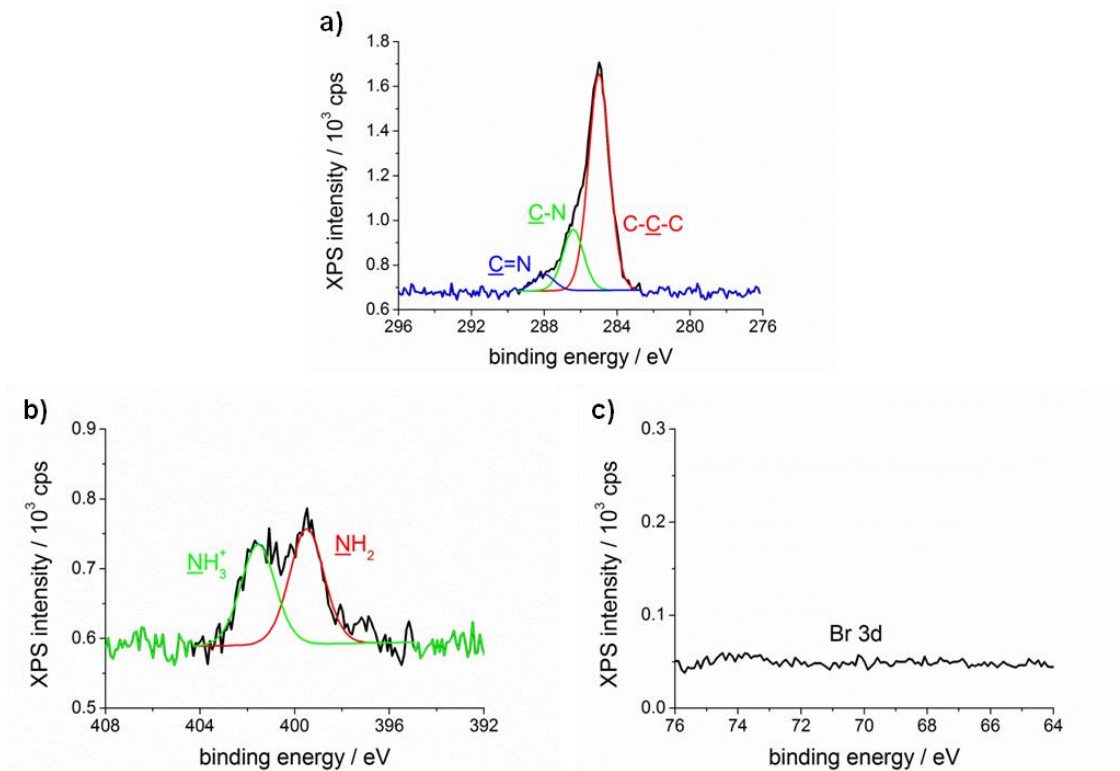 a)
1.8
1.6
1.4
1.2
1.0
0.8
0.6
XPS intensity / 10³ cps
C-N
C=N
C-C-C
296 292 288 284 280 276
binding energy / eV
b)
0.9
0.8
0.7
0.6
0.5
XPS intensity / 10³ cps
NH₃⁺
NH₂
408 404 400 396 392
binding energy / eV
c)
0.3
0.2
0.1
0.0
XPS intensity / 10³ cps
Br 3d
76 74 72 70 68 66 64
binding energy / eV